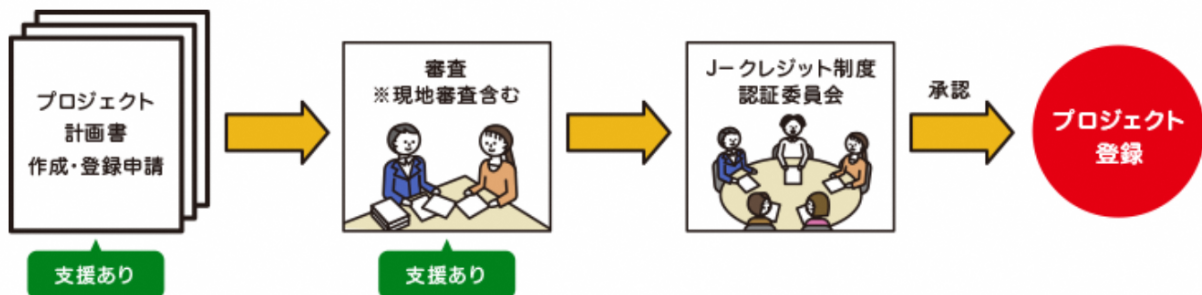 プロジェクト
計画書
作成・登録申請
支援あり
審査
※現地審査含む
支援あり
J－クレジット制度
認証委員会
承認
プロジェクト
登録